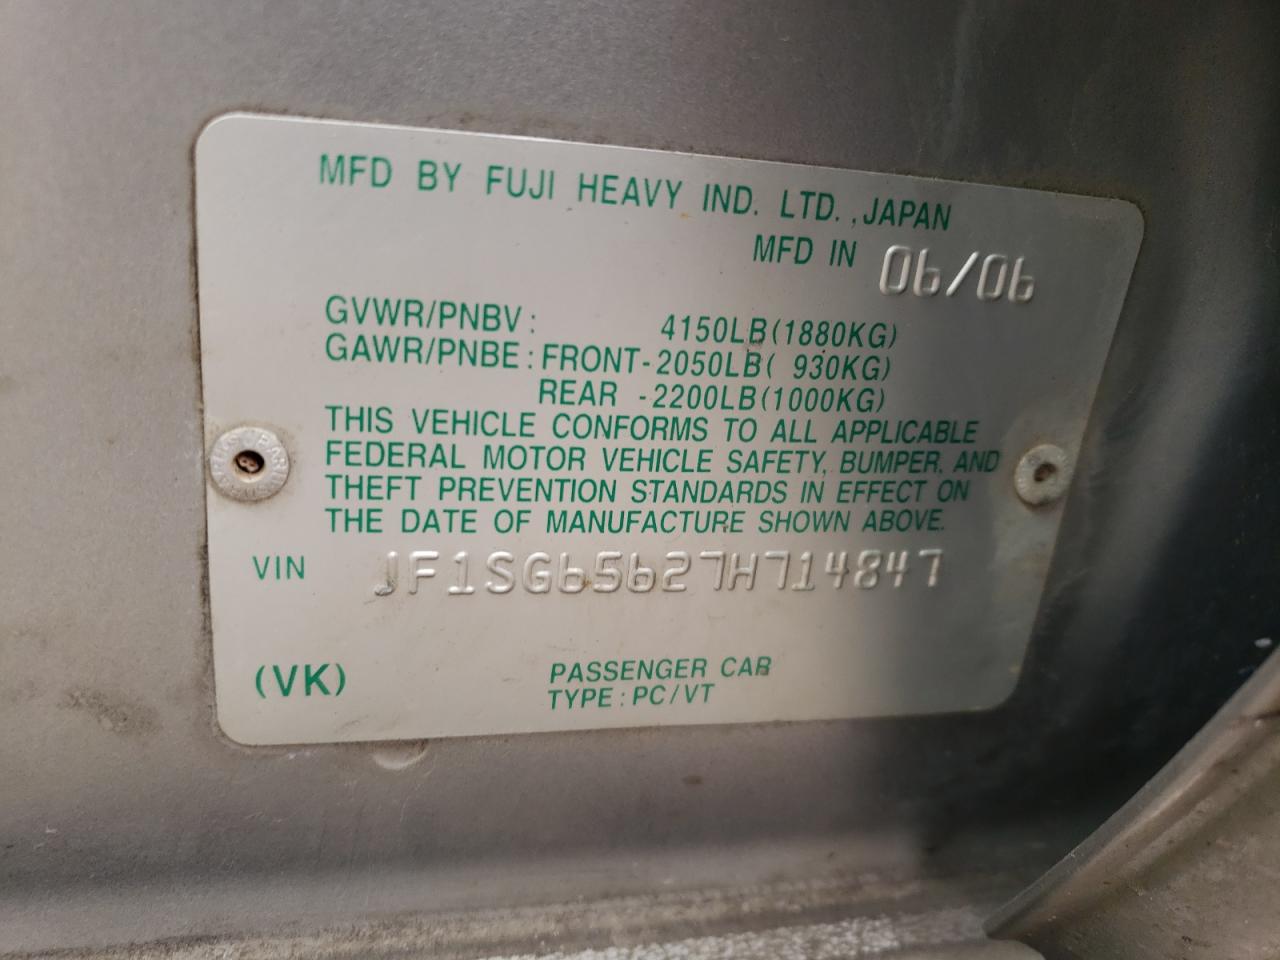 MFD BY FUJI HEAVY IND. LTD.,JAPAN
MFD IN 06/06
GVWR/PNBV: 4150LB(1880KG)
GAWR/PNBE:FRONT-2050LB( 930KG)
REAR -2200LB(1000KG)
THIS VEHICLE CONFORMS TO ALL APPLICABLE
FEDERAL MOTOR VEHICLE SAFETY, BUMPER, AND
THEFT PREVENTION STANDARDS IN EFFECT ON
THE DATE OF MANUFACTURE SHOWN ABOVE.
VIN JF1SG65627H714847
(VK) PASSENGER CAR
TYPE:PC/VT